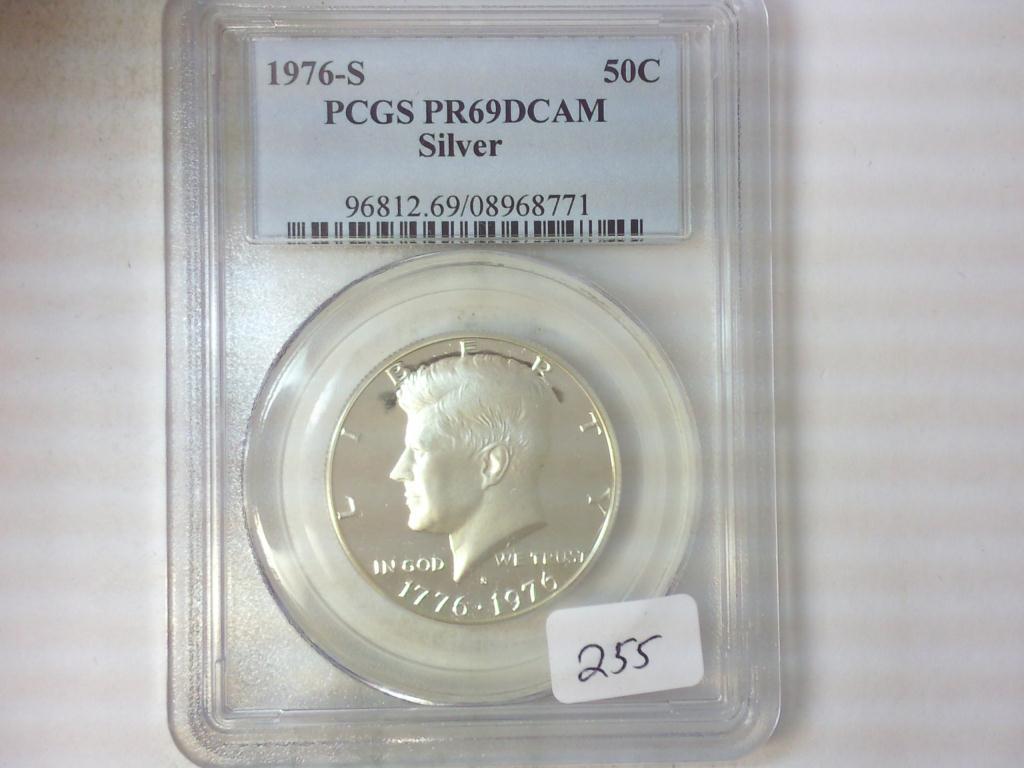 1976-S 50C
PCGS PR69DCAM
Silver
96812.69/08968771
LIBERTY
IN GOD WE TRUST
S
1776·1976
255